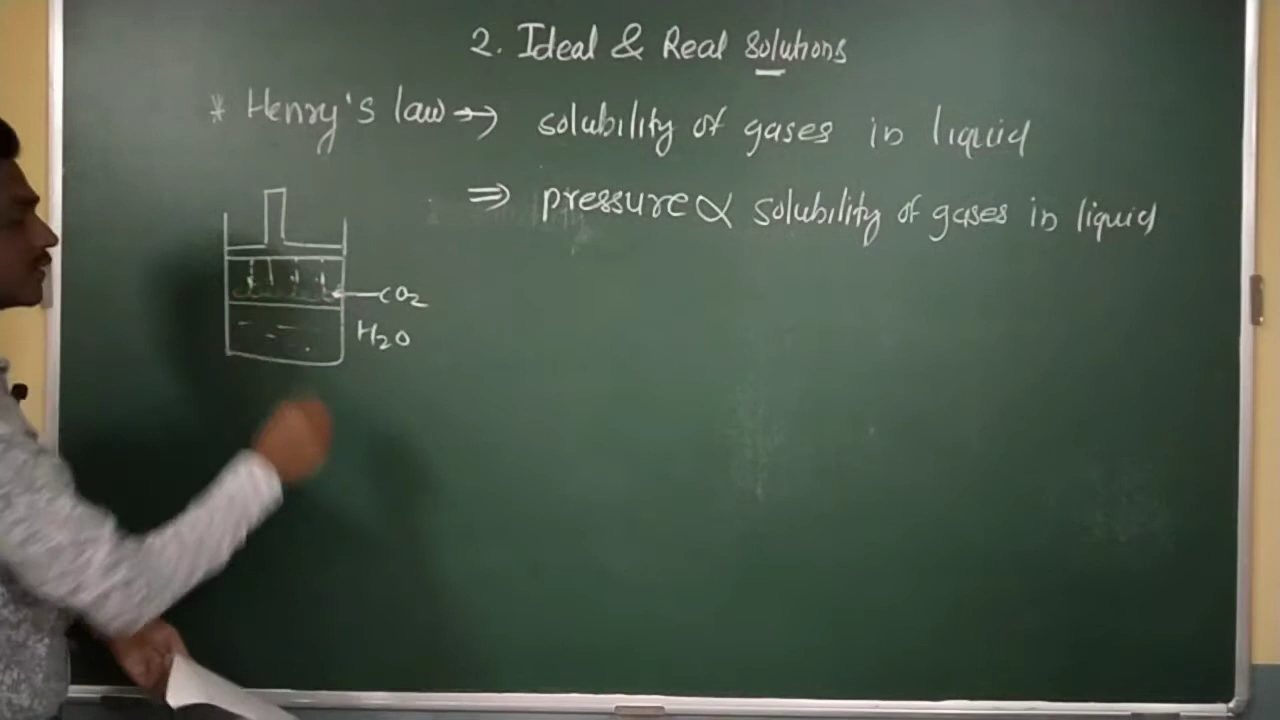 2. Ideal & Real Solutions
* Henry's law → solubility of gases in liquid
⇒ pressure ∝ solubility of gases in liquid
CO2
H2O